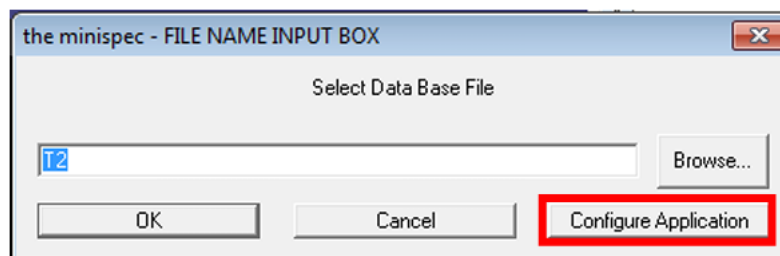 the minispec - FILE NAME INPUT BOX
Select Data Base File
T2
Browse...
OK
Cancel
Configure Application